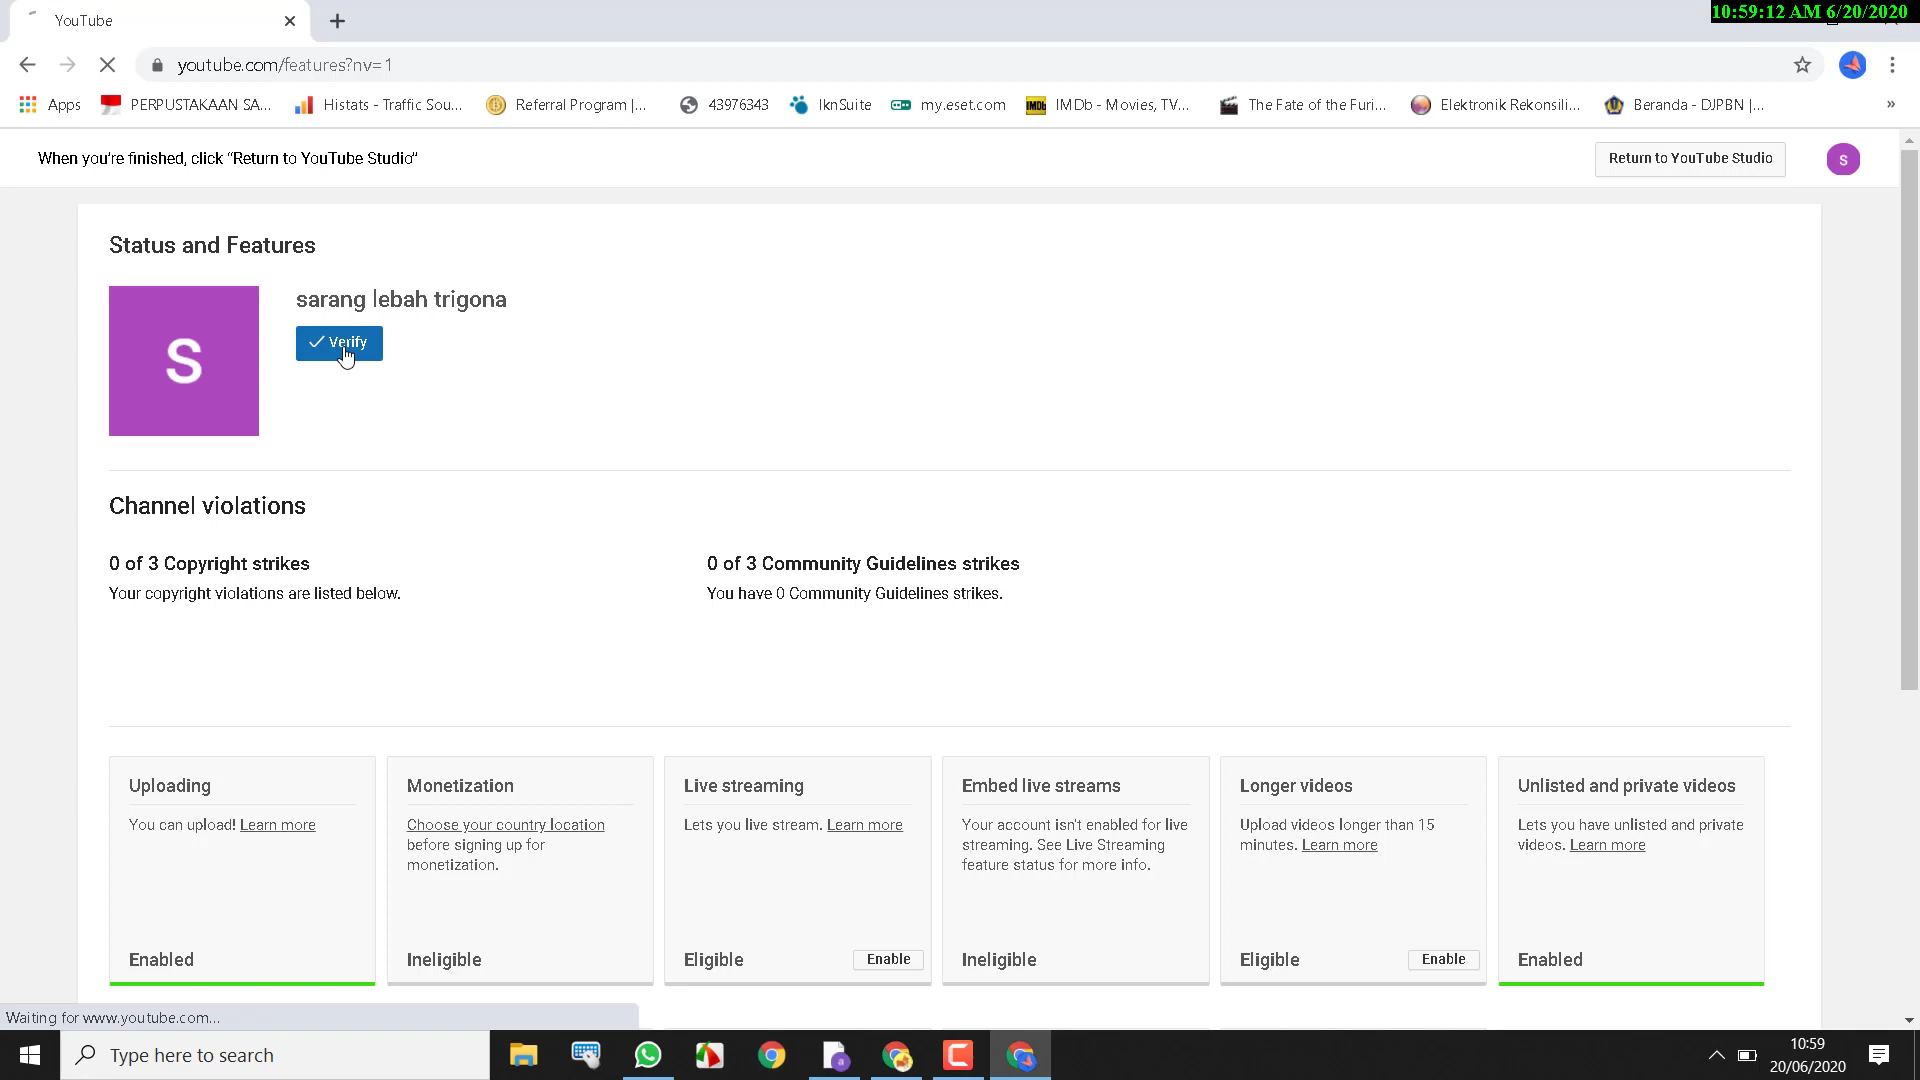 10:59:12 AM 6/20/2020
YouTube
youtube.com/features?nv=1
Apps PERPUSTAKAAN SA... Histats - Traffic Sou... Referral Program |... 43976343 IknSuite my.eset.com IMDb - Movies, TV... The Fate of the Furi... Elektronik Rekonsili... Beranda - DJPBN |... »
When you're finished, click “Return to YouTube Studio” Return to YouTube Studio S
Status and Features
S
sarang lebah trigona
Verify
Channel violations
0 of 3 Copyright strikes
Your copyright violations are listed below.
0 of 3 Community Guidelines strikes
You have 0 Community Guidelines strikes.
Uploading
You can upload! Learn more
Enabled
Monetization
Choose your country location
before signing up for
monetization.
Ineligible
Live streaming
Lets you live stream. Learn more
Eligible Enable
Embed live streams
Your account isn't enabled for live
streaming. See Live Streaming
feature status for more info.
Ineligible
Longer videos
Upload videos longer than 15
minutes. Learn more
Eligible Enable
Unlisted and private videos
Lets you have unlisted and private
videos. Learn more
Enabled
Waiting for www.youtube.com...
Type here to search
10:59
20/06/2020